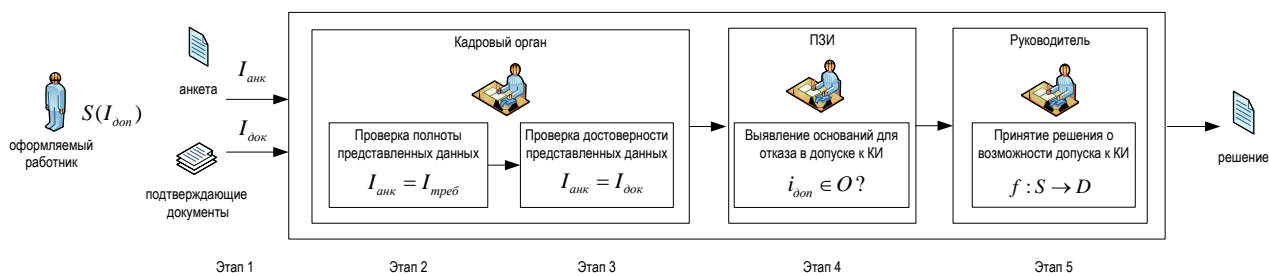 оформляемый
работник
S(I_доп)
анкета
I_анк
I_док
подтверждающие
документы
Кадровый орган
Проверка полноты
представленных данных
I_анк = I_треб
Проверка достоверности
представленных данных
I_анк = I_док
ПЗИ
Выявление оснований для
отказа в допуске к КИ
i_доп ∈ O?
Руководитель
Принятие решения о
возможности допуска к КИ
f : S → D
решение
Этап 1
Этап 2
Этап 3
Этап 4
Этап 5